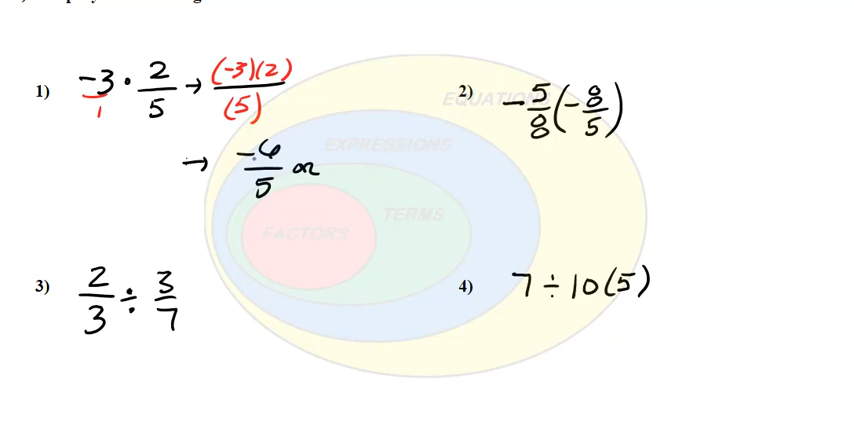 1) -3/1 · 2/5 → (-3)(2)/(5)
→ -6/5 or
2) -5/8(-8/5)
EQUATIONS
EXPRESSIONS
TERMS
FACTORS
3) 2/3 ÷ 3/7
4) 7 ÷ 10(5)